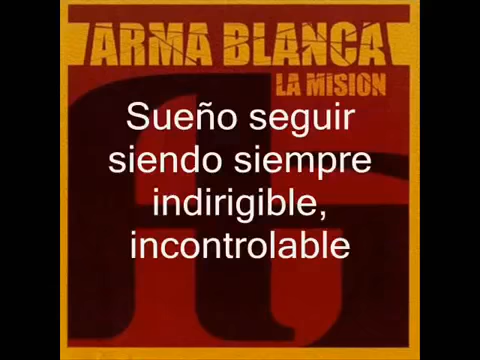 ARMA BLANCA
LA MISION
Sueño seguir
siendo siempre
indirigible,
incontrolable